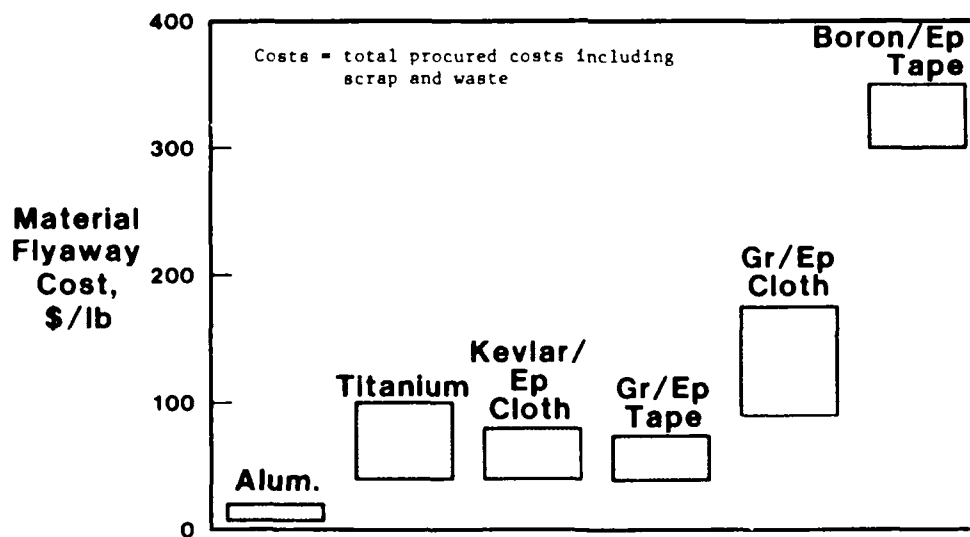 400
300
200
100
0
Material
Flyaway
Cost,
$/lb
Costs = total procured costs including
scrap and waste
Alum.
Titanium
Kevlar/
Ep
Cloth
Gr/Ep
Tape
Gr/Ep
Cloth
Boron/Ep
Tape